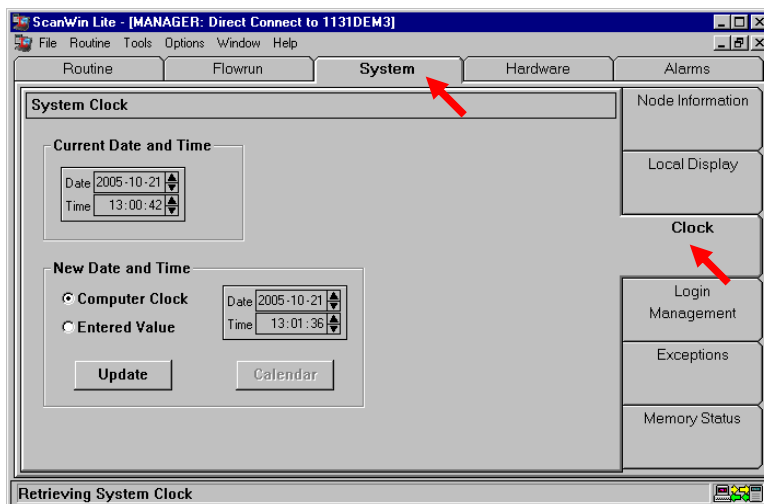 ScanWin Lite - [MANAGER: Direct Connect to 1131DEM3]
File Routine Tools Options Window Help
Routine Flowrun System Hardware Alarms
System Clock
Node Information
Current Date and Time
Local Display
Date 2005-10-21
Time 13:00:42
Clock
New Date and Time
Computer Clock
Date 2005-10-21
Login
Management
Entered Value
Time 13:01:36
Exceptions
Update Calendar
Memory Status
Retrieving System Clock